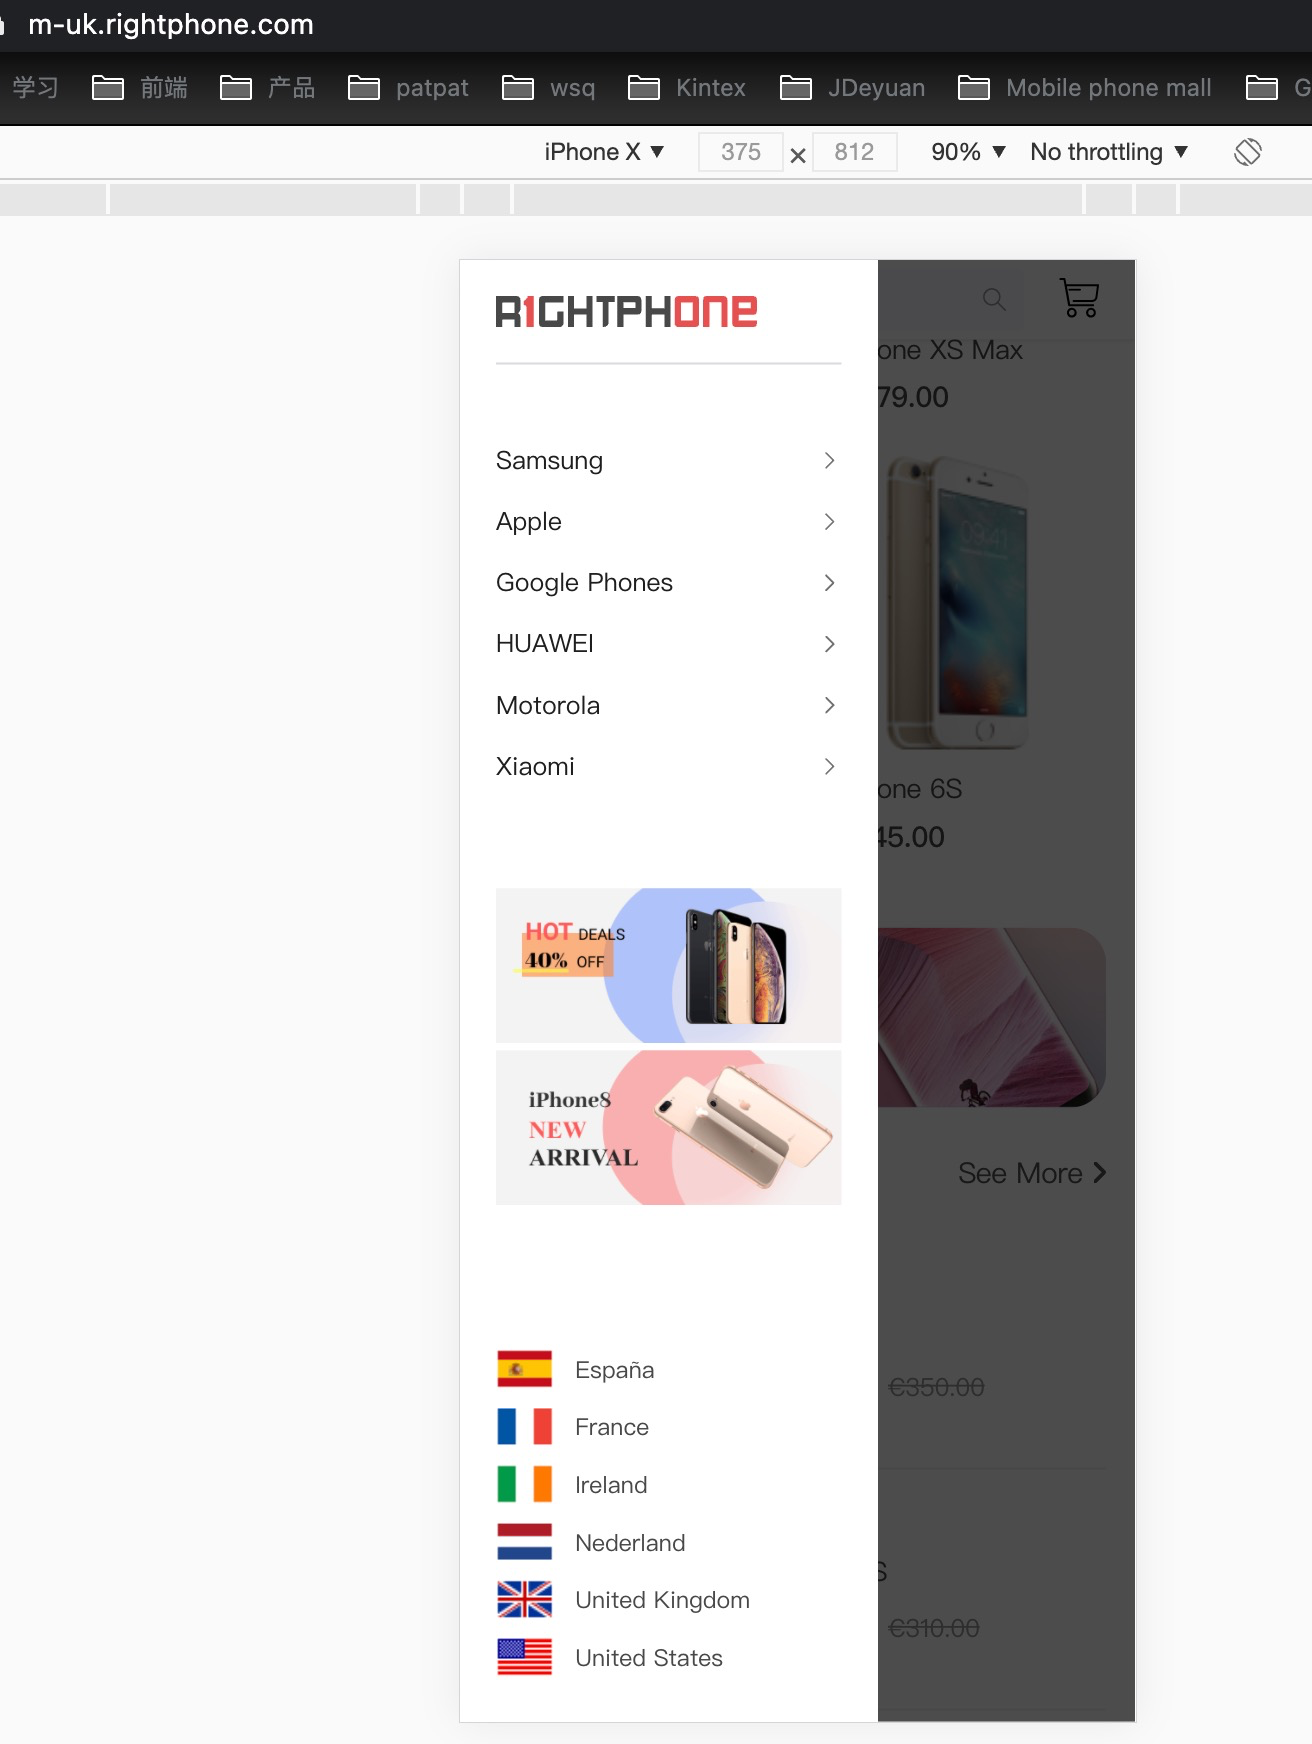 m-uk.rightphone.com
学习 前端 产品 patpat wsq Kintex JDeyuan Mobile phone mall G
iPhone X ▼ 375 × 812 90% ▼ No throttling ▼
R1GHTPHONE
one XS Max
79.00
Samsung
Apple
Google Phones
HUAWEI
Motorola
Xiaomi
09:41
one 6S
45.00
HOT DEALS
40% OFF
iPhone8
NEW
ARRIVAL
See More
España
€350.00
France
Ireland
Nederland
S
United Kingdom
€310.00
United States